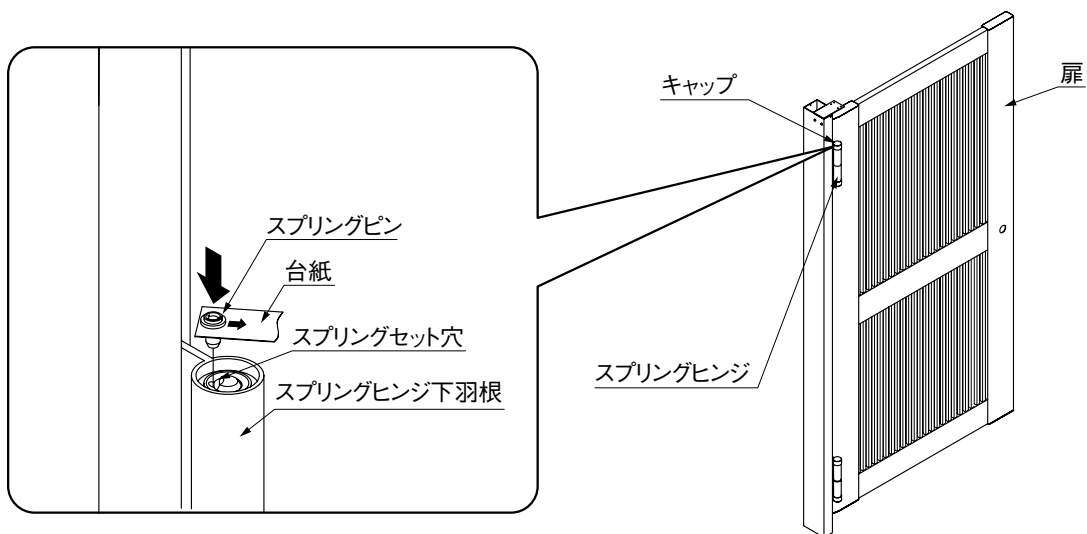 スプリングピン
台紙
スプリングセット穴
スプリングヒンジ下羽根
キャップ
扉
スプリングヒンジ